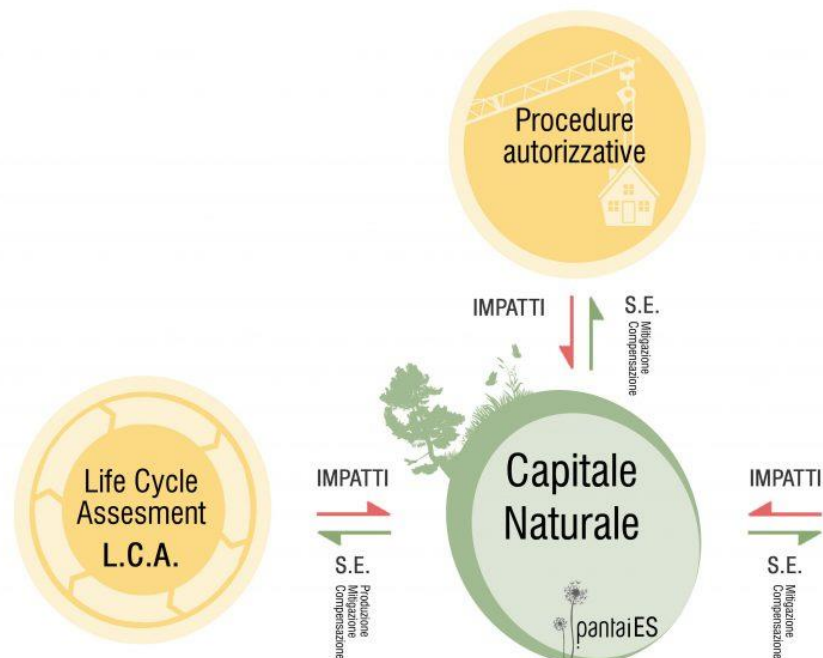 Procedure
autorizzative
IMPATTI
S.E.
Mitigazione
Compensazione
Life Cycle
Assesment
L.C.A.
IMPATTI
S.E.
Produzione
Mitigazione
Compensazione
Capitale
Naturale
pantaiES
IMPATTI
S.E.
Mitigazione
Compensazione